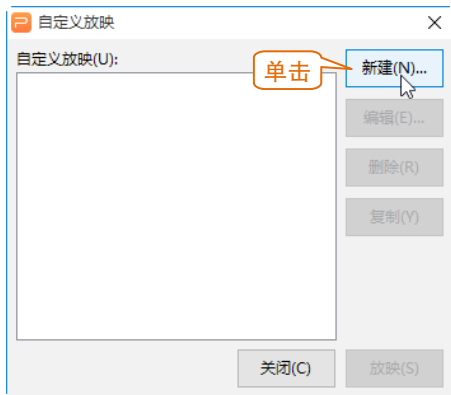 自定义放映
自定义放映(U):
单击
新建(N)...
编辑(E)...
删除(R)
复制(Y)
关闭(C)
放映(S)